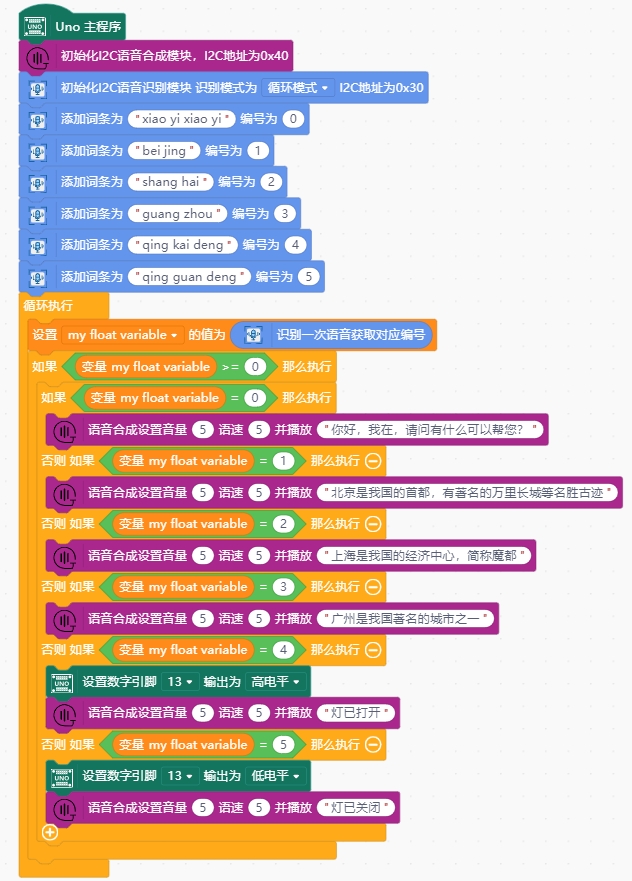 UNO Uno 主程序
初始化I2C语音合成模块，I2C地址为0x40
初始化I2C语音识别模块 识别模式为 循环模式 I2C地址为0x30
添加词条为 "xiao yi xiao yi" 编号为 0
添加词条为 "bei jing" 编号为 1
添加词条为 "shang hai" 编号为 2
添加词条为 "guang zhou" 编号为 3
添加词条为 "qing kai deng" 编号为 4
添加词条为 "qing guan deng" 编号为 5
循环执行
设置 my float variable 的值为 识别一次语音获取对应编号
如果 变量 my float variable >= 0 那么执行
如果 变量 my float variable = 0 那么执行
语音合成设置音量 5 语速 5 并播放 "你好，我在，请问有什么可以帮您？"
否则 如果 变量 my float variable = 1 那么执行
语音合成设置音量 5 语速 5 并播放 "北京是我国的首都，有著名的万里长城等名胜古迹"
否则 如果 变量 my float variable = 2 那么执行
语音合成设置音量 5 语速 5 并播放 "上海是我国的经济中心，简称魔都"
否则 如果 变量 my float variable = 3 那么执行
语音合成设置音量 5 语速 5 并播放 "广州是我国著名的城市之一"
否则 如果 变量 my float variable = 4 那么执行
UNO 设置数字引脚 13 输出为 高电平
语音合成设置音量 5 语速 5 并播放 "灯已打开"
否则 如果 变量 my float variable = 5 那么执行
UNO 设置数字引脚 13 输出为 低电平
语音合成设置音量 5 语速 5 并播放 "灯已关闭"